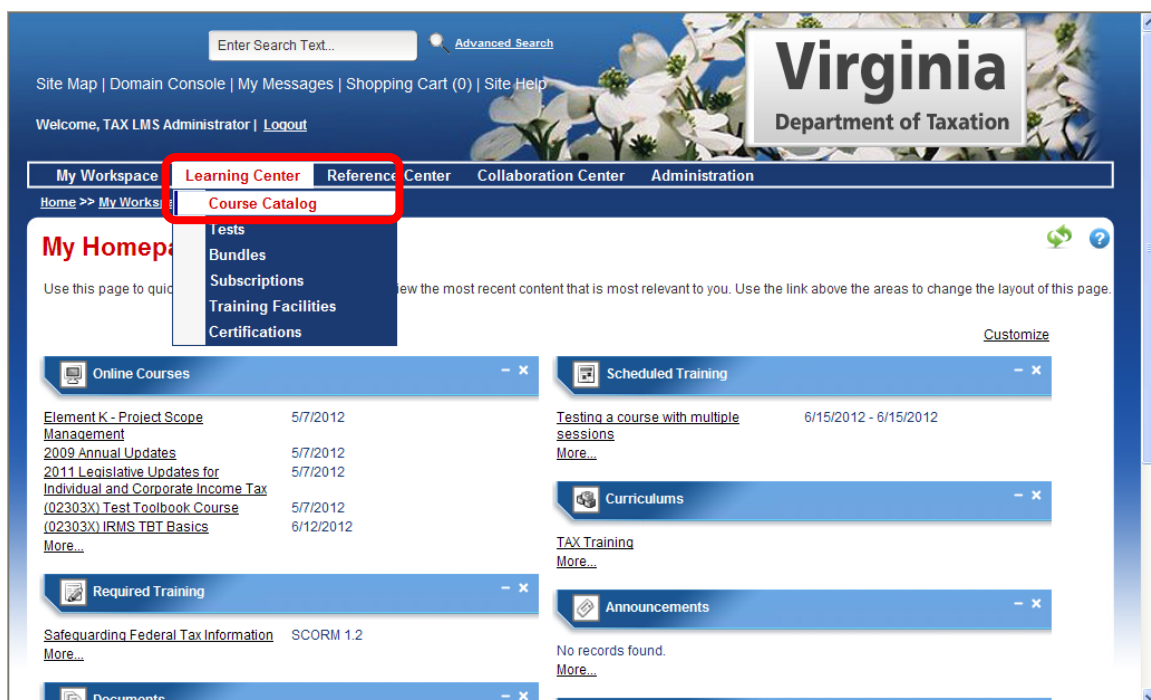 Enter Search Text...
Advanced Search
Site Map | Domain Console | My Messages | Shopping Cart (0) | Site Help
Welcome, TAX LMS Administrator | Logout
Virginia
Department of Taxation
My Workspace Learning Center Reference Center Collaboration Center Administration
Home >> My Worksp
Course Catalog
Tests
Bundles
Subscriptions
Training Facilities
Certifications
My Homepa
Use this page to quic
iew the most recent content that is most relevant to you. Use the link above the areas to change the layout of this page.
Customize
Online Courses
Element K - Project Scope
Management 5/7/2012
2009 Annual Updates 5/7/2012
2011 Legislative Updates for
Individual and Corporate Income Tax 5/7/2012
(02303X) Test Toolbook Course 5/7/2012
(02303X) IRMS TBT Basics 6/12/2012
More...
Required Training
Safeguarding Federal Tax Information SCORM 1.2
More...
Documents
Scheduled Training
Testing a course with multiple
sessions 6/15/2012 - 6/15/2012
More...
Curriculums
TAX Training
More...
Announcements
No records found.
More...